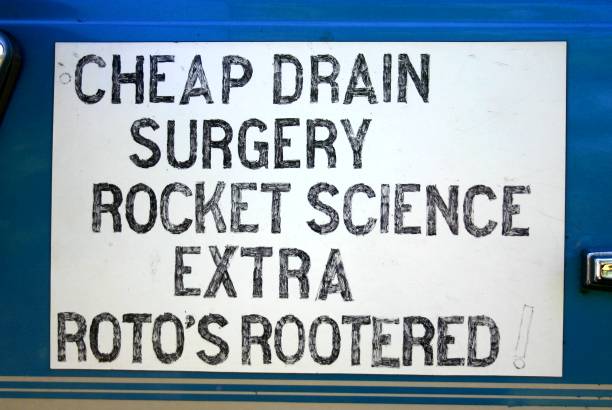 CHEAP DRAIN
SURGERY
ROCKET SCIENCE
EXTRA
ROTO'S ROOTERED!